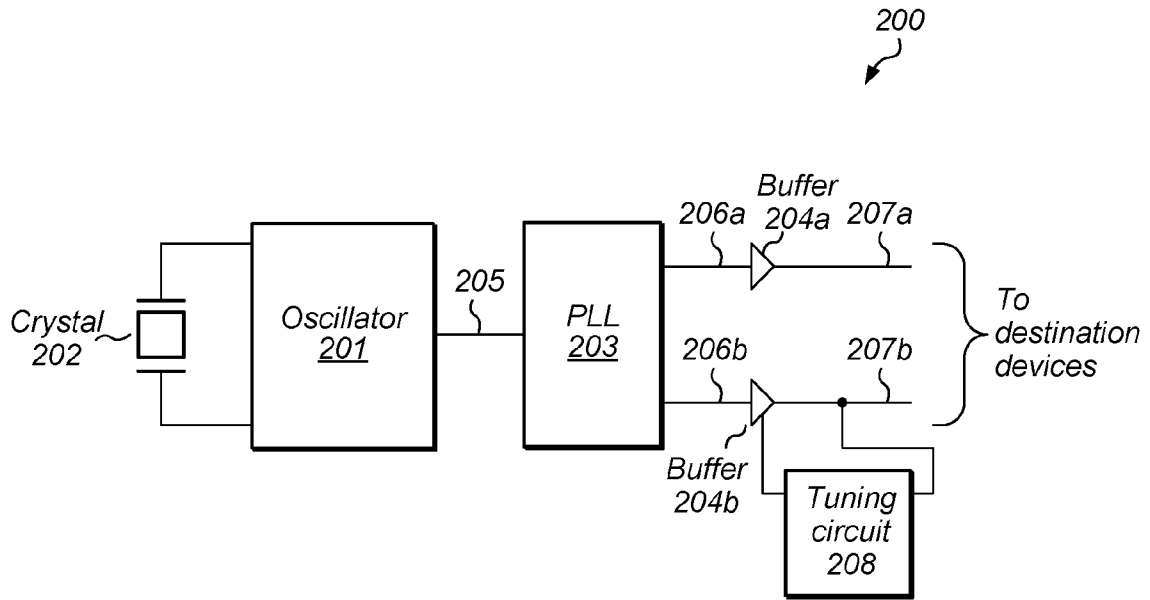 200
Buffer
204a
206a
207a
205
Crystal
202
Oscillator
201
PLL
203
To
destination
devices
206b
207b
Buffer
204b
Tuning
circuit
208